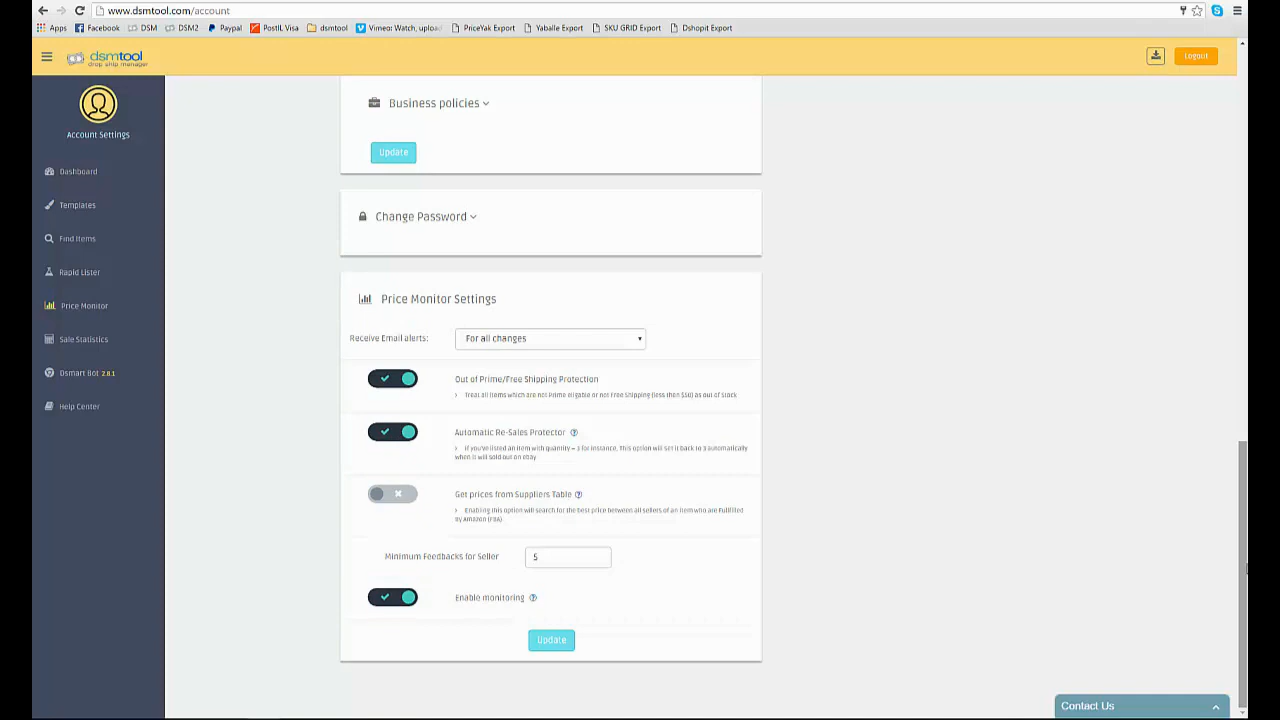 www.dsmtool.com/account
Apps Facebook DSM DSM2 Paypal PostIL Visa dsmtool Vimeo: Watch, upload PriceYak Export Yaballe Export SKU GRID Export Dshopit Export
dsmtool
drop ship manager
Logout
Account Settings
Dashboard
Templates
Find Items
Rapid Lister
Price Monitor
Sale Statistics
Dsmart Bot 2.8.1
Help Center
Business policies
Update
Change Password
Price Monitor Settings
Receive Email alerts: For all changes
Out of Prime/Free Shipping Protection
Treat all items which are not Prime eligible or not Free Shipping (less then $50) as out of stock
Automatic Re-Sales Protector
If you've listed an item with quantity = 3 for instance, This option will set it back to 3 automatically
when it will sold out on ebay
Get prices from Suppliers Table
Enabling this option will search for the best price between all sellers of an item who are Fulfilled
By Amazon (FBA)
Minimum Feedbacks for Seller 5
Enable monitoring
Update
Contact Us